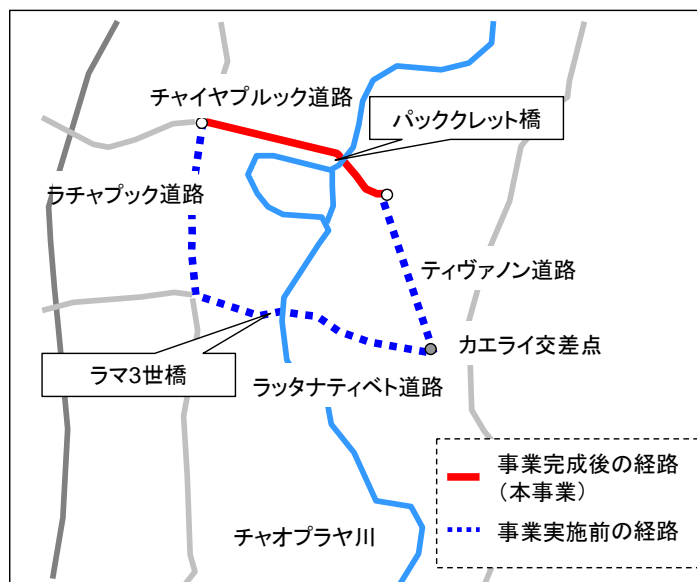 チャイヤプルック道路
パッククレット橋
ラチャプック道路
ティヴァノン道路
カエライ交差点
ラマ3世橋
ラッタナティベト道路
事業完成後の経路
（本事業）
事業実施前の経路
チャオプラヤ川